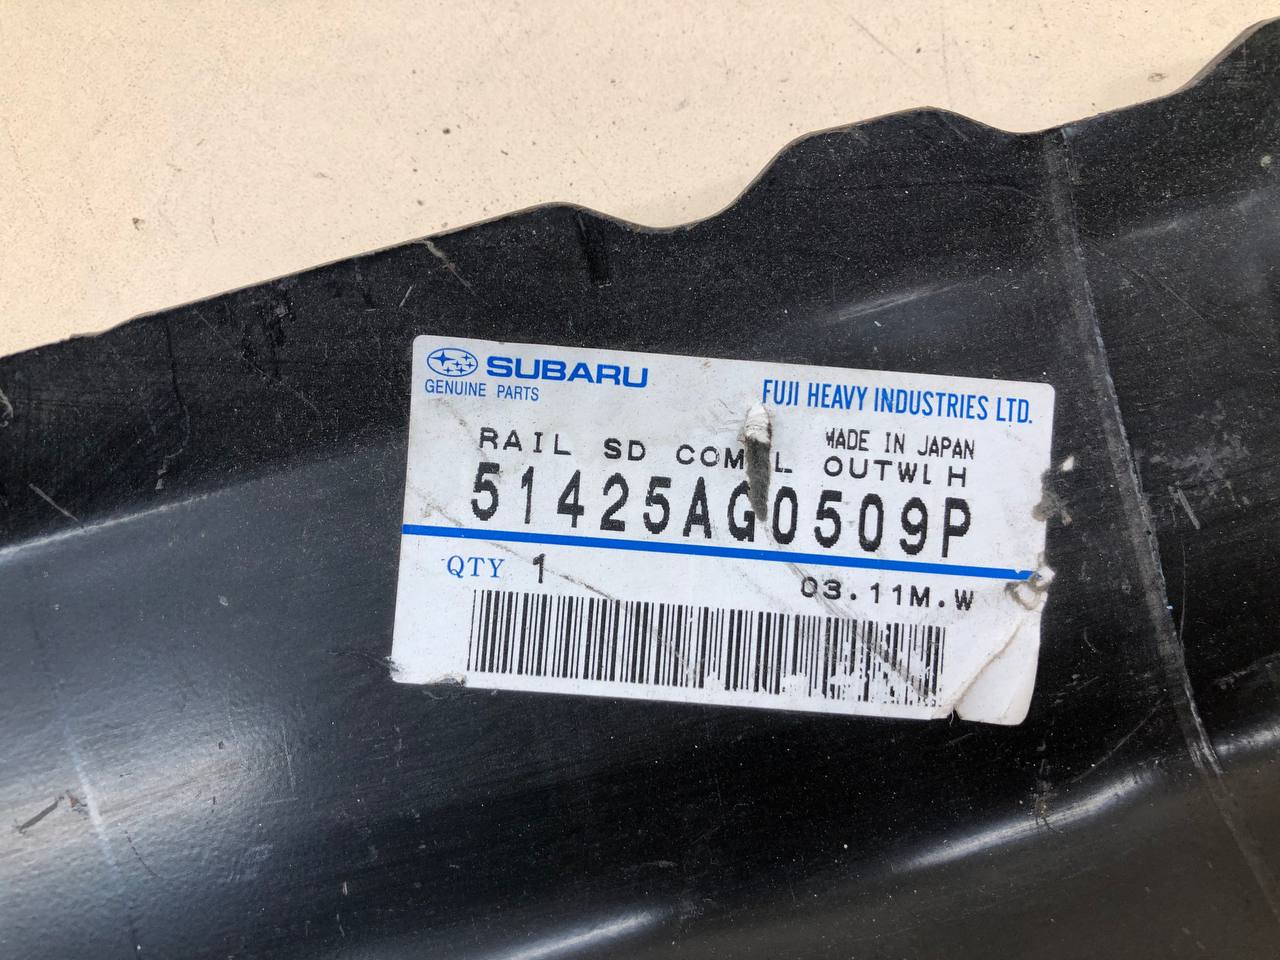 SUBARU
GENUINE PARTS
FUJI HEAVY INDUSTRIES LTD.
MADE IN JAPAN
RAIL SD COM L OUTWL H
51425AG0509P
QTY 1
03.11M.W